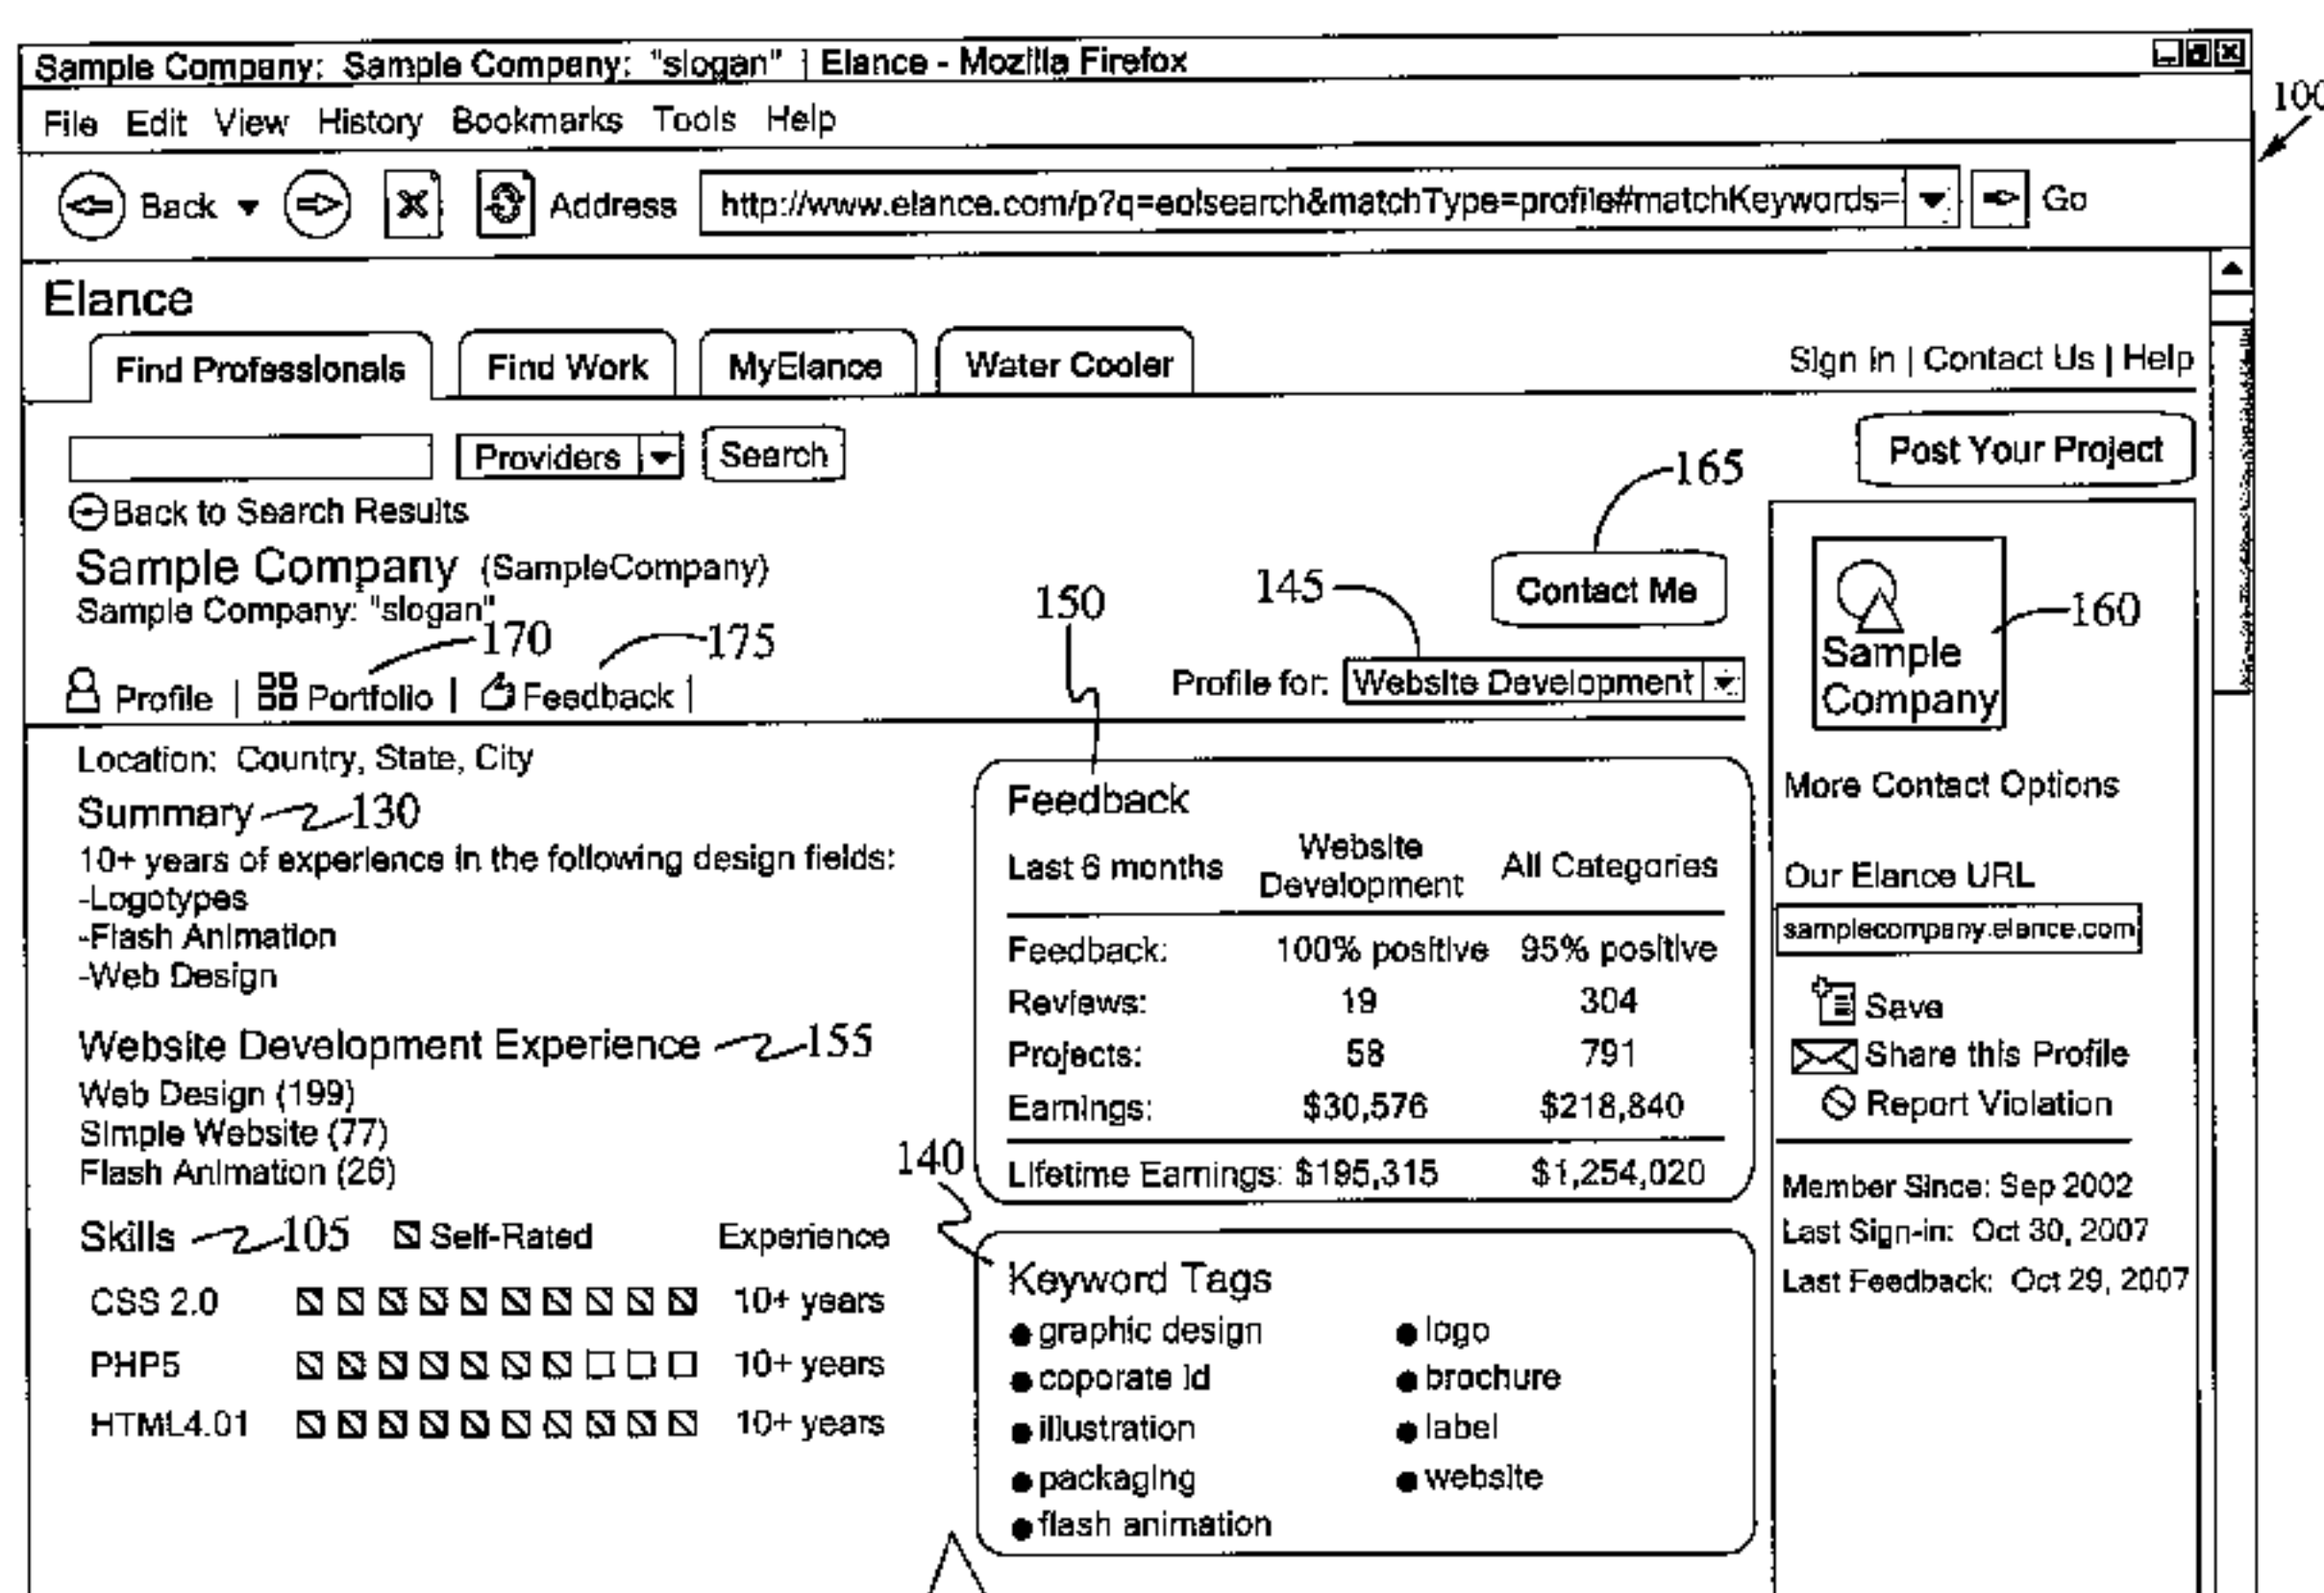 Sample Company: Sample Company: "slogan" | Elance - Mozilla Firefox
File Edit View History Bookmarks Tools Help
100
Back Address http://www.elance.com/p?q=eolsearch&matchType=profile#matchKeywords= Go
Elance
Find Professionals Find Work MyElance Water Cooler
Sign in | Contact Us | Help
Providers Search
Post Your Project
165
Back to Search Results
Sample Company (SampleCompany)
Sample Company: "slogan"
150
145
Contact Me
160
170
175
Profile | Portfolio | Feedback |
Profile for: Website Development
Sample
Company
Location: Country, State, City
Summary 130
10+ years of experience in the following design fields:
-Logotypes
-Flash Animation
-Web Design
Website Development Experience 155
Web Design (199)
Simple Website (77)
Flash Animation (26)
Skills 105 Self-Rated Experience
CSS 2.0 10+ years
PHP5 10+ years
HTML4.01 10+ years
Feedback
Last 6 months Website Development All Categories
Feedback: 100% positive 95% positive
Reviews: 19 304
Projects: 58 791
Earnings: $30,576 $218,840
Lifetime Earnings: $195,315 $1,254,020
140
Keyword Tags
graphic design logo
coporate id brochure
illustration label
packaging website
flash animation
More Contact Options
Our Elance URL
samplecompany.elance.com
Save
Share this Profile
Report Violation
Member Since: Sep 2002
Last Sign-in: Oct 30, 2007
Last Feedback: Oct 29, 2007